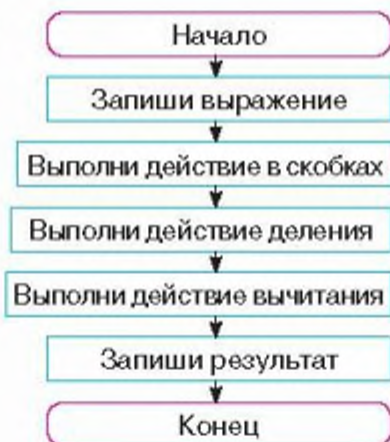 Начало
Запиши выражение
Выполни действие в скобках
Выполни действие деления
Выполни действие вычитания
Запиши результат
Конец